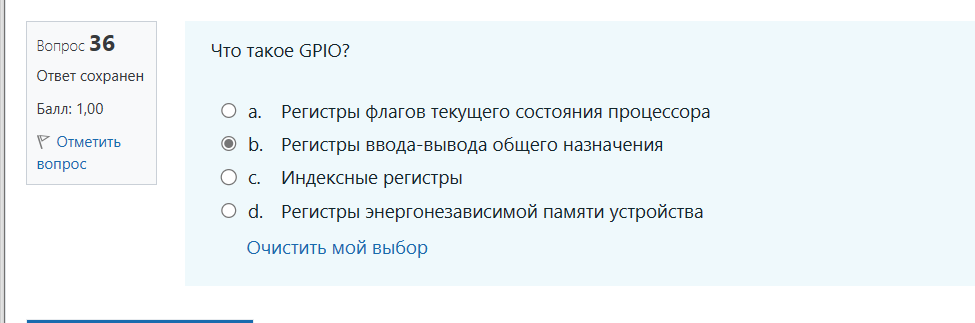 Вопрос 36
Ответ сохранен
Балл: 1,00
Отметить
вопрос
Что такое GPIO?
a. Регистры флагов текущего состояния процессора
b. Регистры ввода-вывода общего назначения
c. Индексные регистры
d. Регистры энергонезависимой памяти устройства
Очистить мой выбор